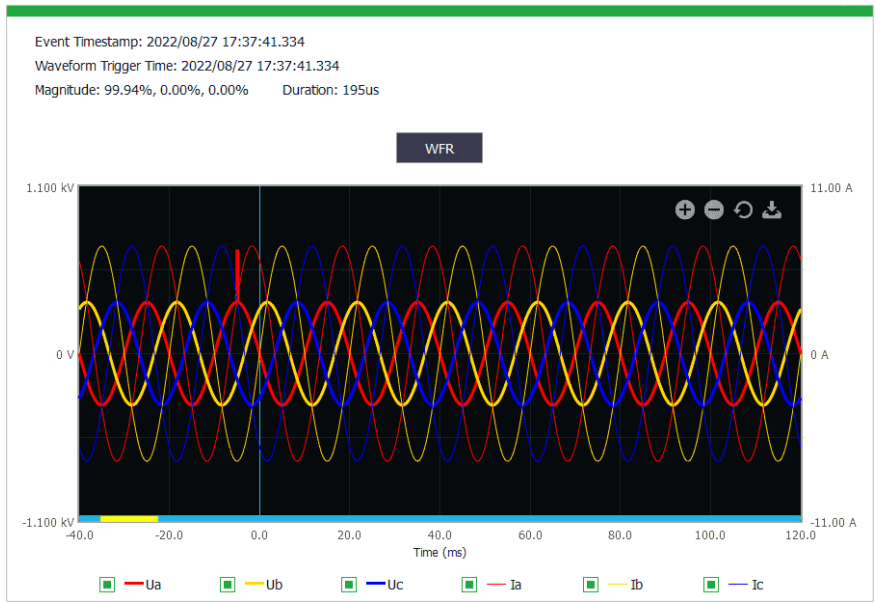 Event Timestamp: 2022/08/27 17:37:41.334
Waveform Trigger Time: 2022/08/27 17:37:41.334
Magnitude: 99.94%, 0.00%, 0.00% Duration: 195us
WFR
1.100 kV
11.00 A
0 V
0 A
-1.100 kV
-11.00 A
-40.0 -20.0 0.0 20.0 40.0 60.0 80.0 100.0 120.0
Time (ms)
Ua Ub Uc Ia Ib Ic